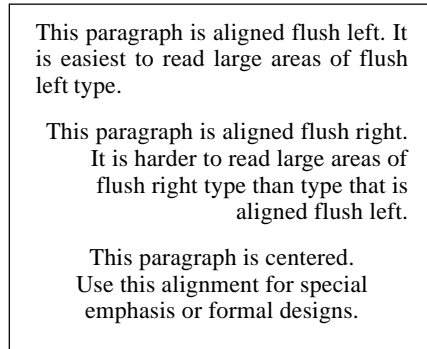 This paragraph is aligned flush left. It
is easiest to read large areas of flush
left type.
This paragraph is aligned flush right.
It is harder to read large areas of
flush right type than type that is
aligned flush left.
This paragraph is centered.
Use this alignment for special
emphasis or formal designs.